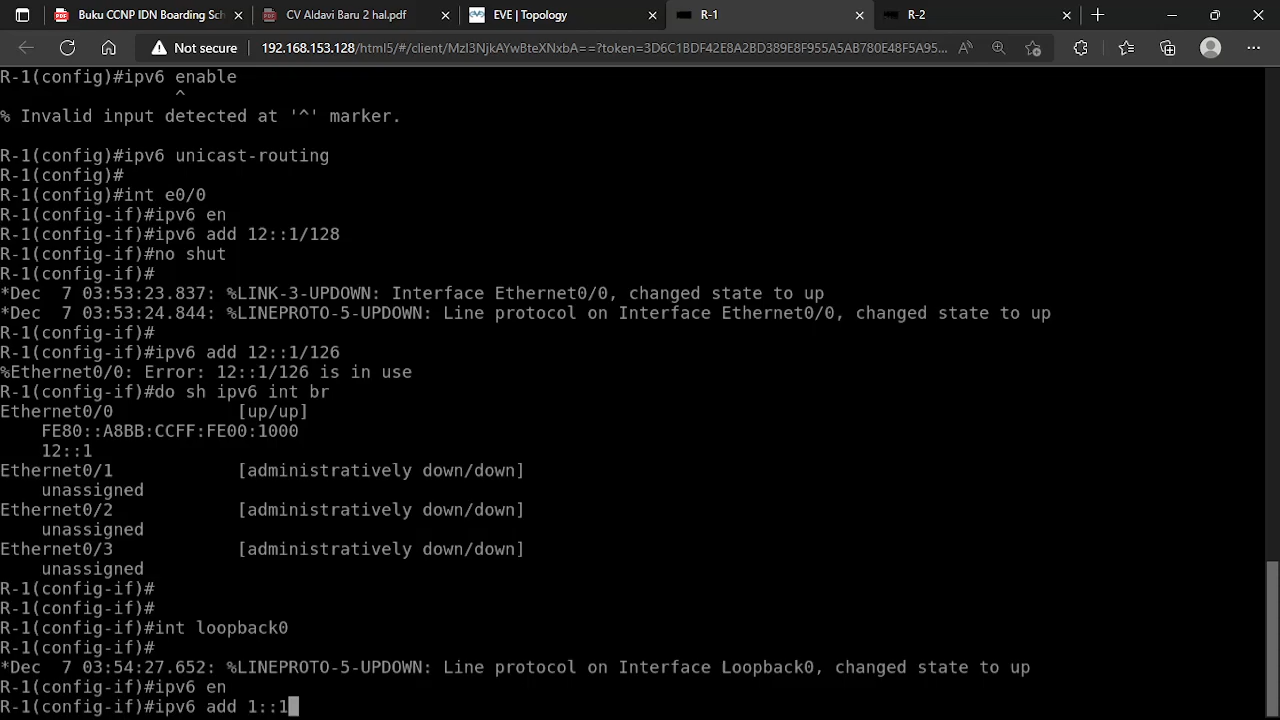 Buku CCNP IDN Boarding Sch
CV Aldavi Baru 2 hal.pdf
EVE | Topology
R-1
R-2
Not secure
192.168.153.128/html5/#/client/MzI3NjkAYwBteXNxbA==?token=3D6C1BDF42E8A2BD389E8F955A5AB780E48F5A95...
R-1(config)#ipv6 enable
^
% Invalid input detected at '^' marker.
R-1(config)#ipv6 unicast-routing
R-1(config)#
R-1(config)#int e0/0
R-1(config-if)#ipv6 en
R-1(config-if)#ipv6 add 12::1/128
R-1(config-if)#no shut
R-1(config-if)#
*Dec  7 03:53:23.837: %LINK-3-UPDOWN: Interface Ethernet0/0, changed state to up
*Dec  7 03:53:24.844: %LINEPROTO-5-UPDOWN: Line protocol on Interface Ethernet0/0, changed state to up
R-1(config-if)#
R-1(config-if)#ipv6 add 12::1/126
%Ethernet0/0: Error: 12::1/126 is in use
R-1(config-if)#do sh ipv6 int br
Ethernet0/0            [up/up]
FE80::A8BB:CCFF:FE00:1000
12::1
Ethernet0/1            [administratively down/down]
unassigned
Ethernet0/2            [administratively down/down]
unassigned
Ethernet0/3            [administratively down/down]
unassigned
R-1(config-if)#
R-1(config-if)#
R-1(config-if)#int loopback0
R-1(config-if)#
*Dec  7 03:54:27.652: %LINEPROTO-5-UPDOWN: Line protocol on Interface Loopback0, changed state to up
R-1(config-if)#ipv6 en
R-1(config-if)#ipv6 add 1::1